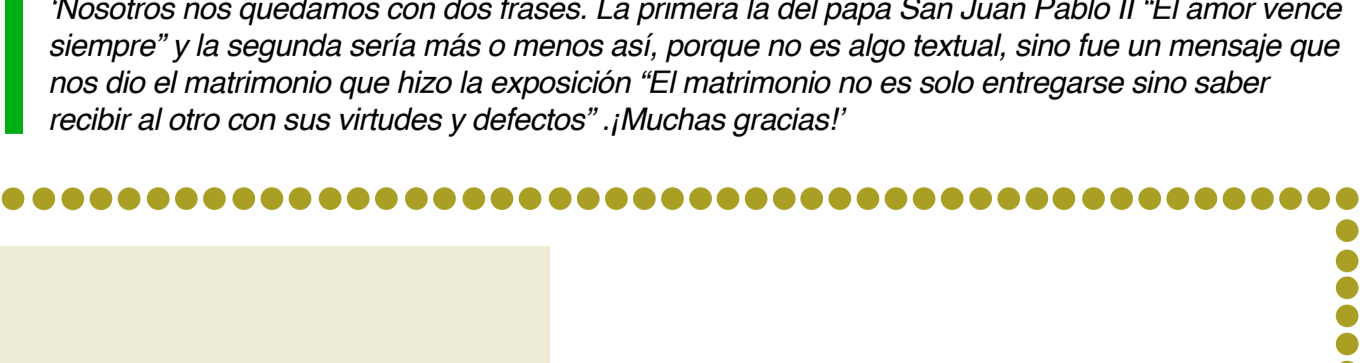 ‘Nosotros nos quedamos con dos frases. La primera la del papa San Juan Pablo II “El amor vence
siempre” y la segunda sería más o menos así, porque no es algo textual, sino fue un mensaje que
nos dio el matrimonio que hizo la exposición “El matrimonio no es solo entregarse sino saber
recibir al otro con sus virtudes y defectos” .¡Muchas gracias!’